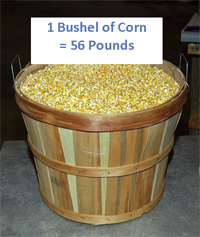 1 Bushel of Corn
= 56 Pounds